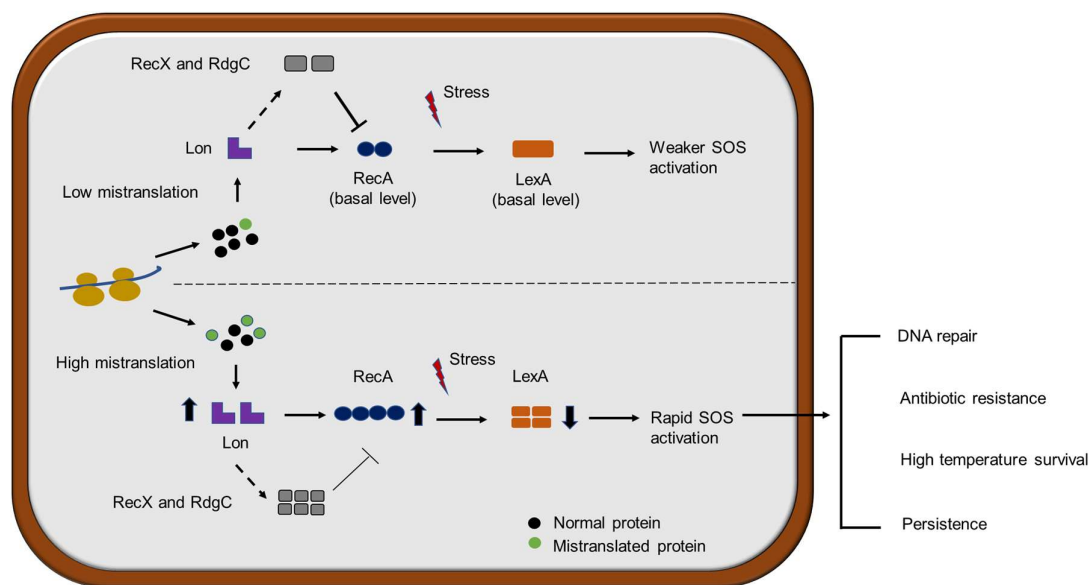 RecX and RdgC
Stress
Lon
RecA
(basal level)
LexA
(basal level)
Weaker SOS
activation
Low mistranslation
High mistranslation
Stress
RecA
LexA
Lon
Rapid SOS
activation
RecX and RdgC
Normal protein
Mistranslated protein
DNA repair
Antibiotic resistance
High temperature survival
Persistence